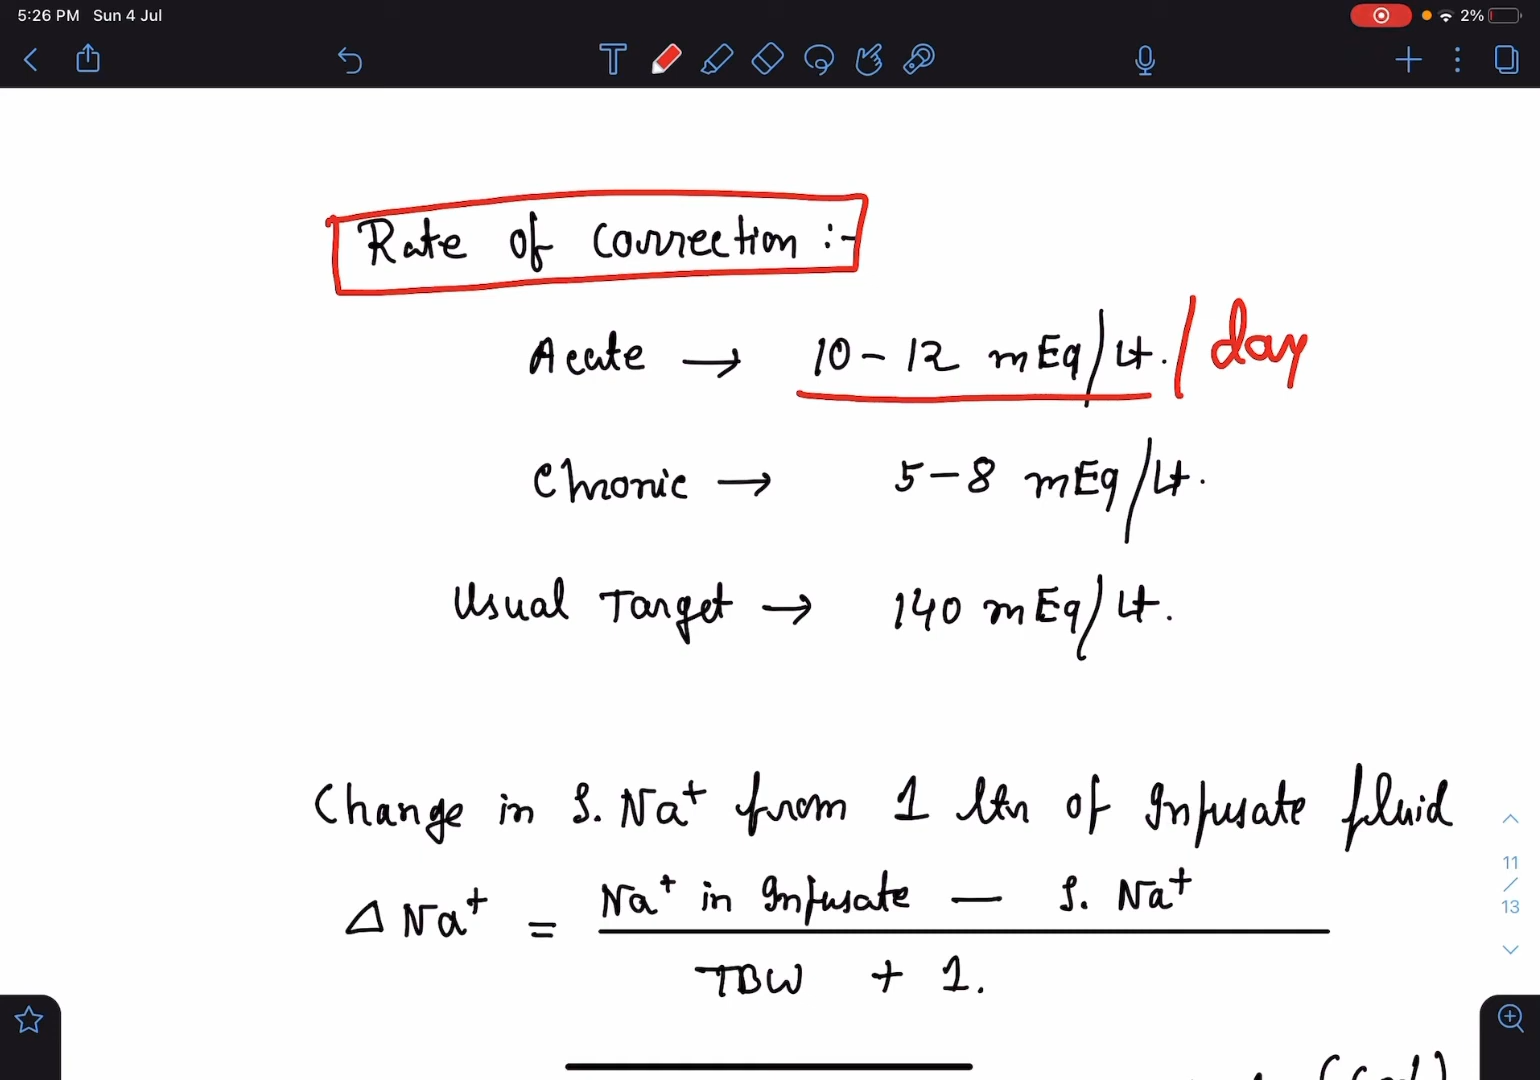 5:26 PM Sun 4 Jul
2%
T
Rate of Correction :-
Acute → 10-12 mEq/Lt./day
Chronic → 5-8 mEq/Lt.
Usual Target → 140 mEq/Lt.
Change in S. Na⁺ from 1 ltr of Infusate fluid
Δ Na⁺ = Na⁺ in Infusate — S. Na⁺
TBW + 1.
11
/
13